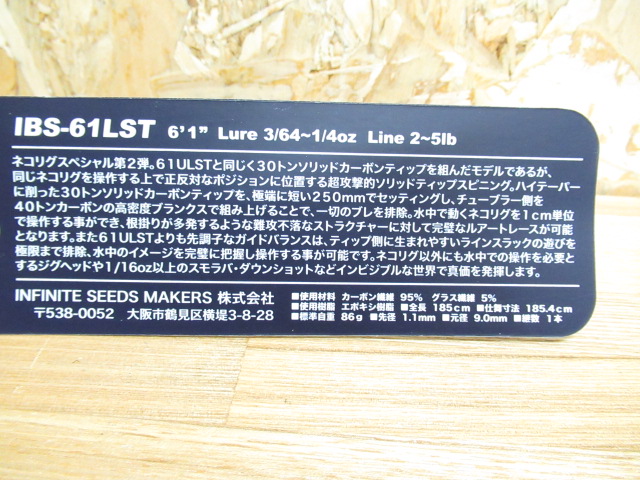 IBS-61LST 6'1" Lure 3/64~1/4oz Line 2~5lb
ネコリグスペシャル第2弾。61ULSTと同じく30トンソリッドカーボンティップを組んだモデルであるが、
同じネコリグを操作する上で正反対なポジションに位置する超攻撃的ソリッドティップスピニング。ハイテーパー
に削った30トンソリッドカーボンティップを、極端に短い250mmでセッティングし、チューブラー側を
40トンカーボンの高密度ブランクスで組み上げることで、一切のブレを排除。水中で動くネコリグを1cm単位
で操作する事ができ、根掛りが多発するような難攻不落なストラクチャーに対して完璧なルアートレースが可能
となります。また61ULSTよりも先調子なガイドバランスは、ティップ側に生まれやすいラインスラックの遊びを
極限まで排除、水中のイメージを完璧に把握し操作する事が可能です。ネコリグ以外にも水中での操作を必要と
するジグヘッドや1/16oz以上のスモラバ・ダウンショットなどインビジブルな世界で真価を発揮します。
INFINITE SEEDS MAKERS 株式会社
〒538-0052 大阪市鶴見区横堤3-8-28
■使用材料 カーボン繊維 95% グラス繊維 5%
■使用樹脂 エポキシ樹脂 ■全長 185cm ■仕舞寸法 185.4cm
■標準自重 86g ■先径 1.1mm ■元径 9.0mm ■継数 1本